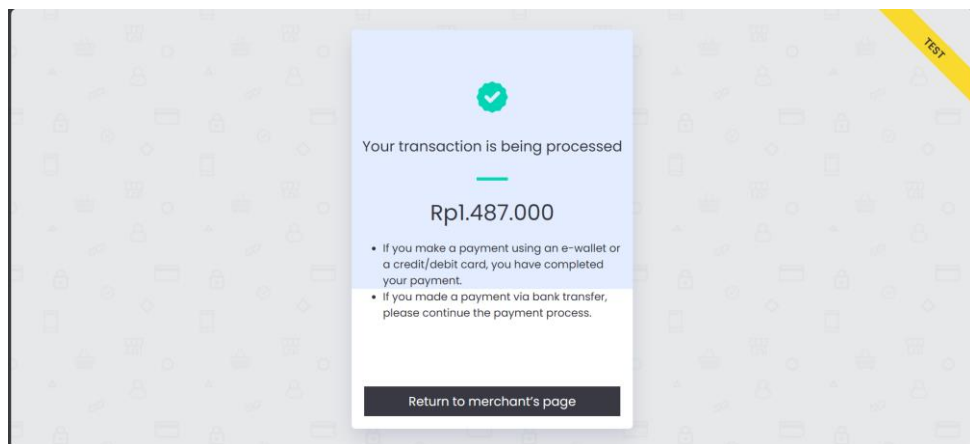 TEST
Your transaction is being processed
Rp1.487.000
• If you make a payment using an e-wallet or
a credit/debit card, you have completed
your payment.
• If you made a payment via bank transfer,
please continue the payment process.
Return to merchant's page